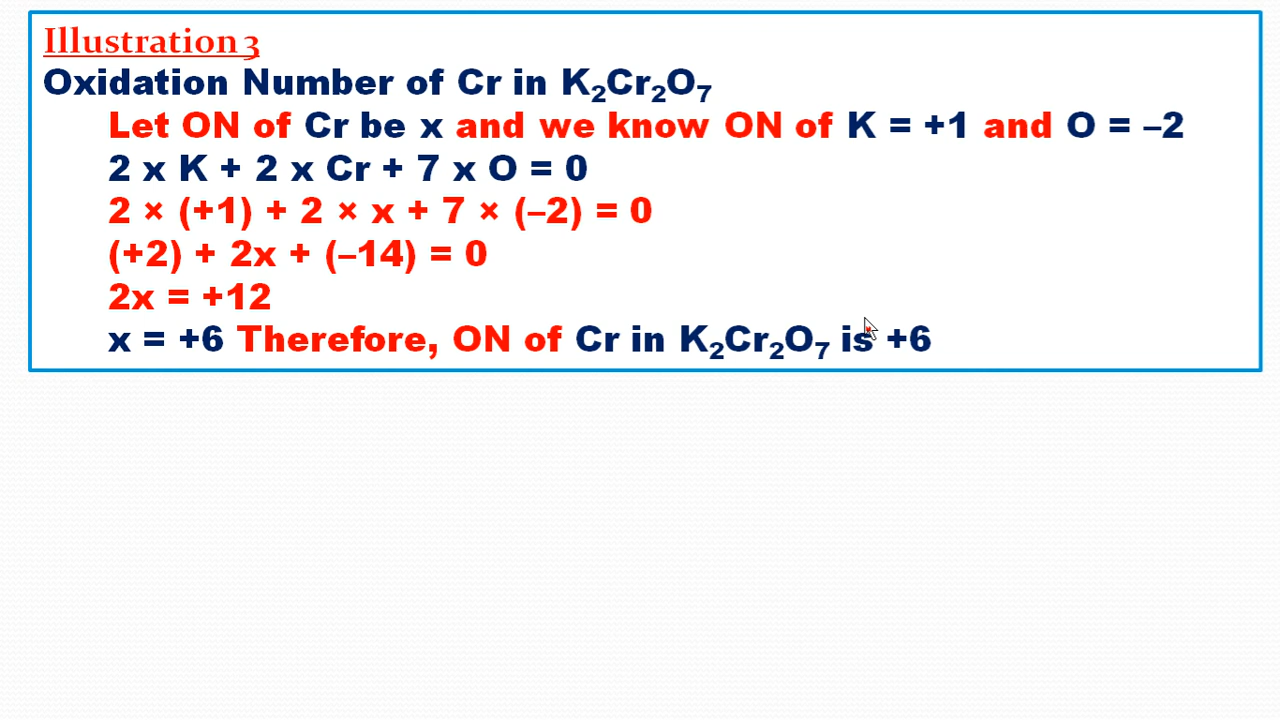 Illustration 3
Oxidation Number of Cr in K₂Cr₂O₇
Let ON of Cr be x and we know ON of K = +1 and O = –2
2 x K + 2 x Cr + 7 x O = 0
2 × (+1) + 2 × x + 7 × (–2) = 0
(+2) + 2x + (–14) = 0
2x = +12
x = +6 Therefore, ON of Cr in K₂Cr₂O₇ is +6